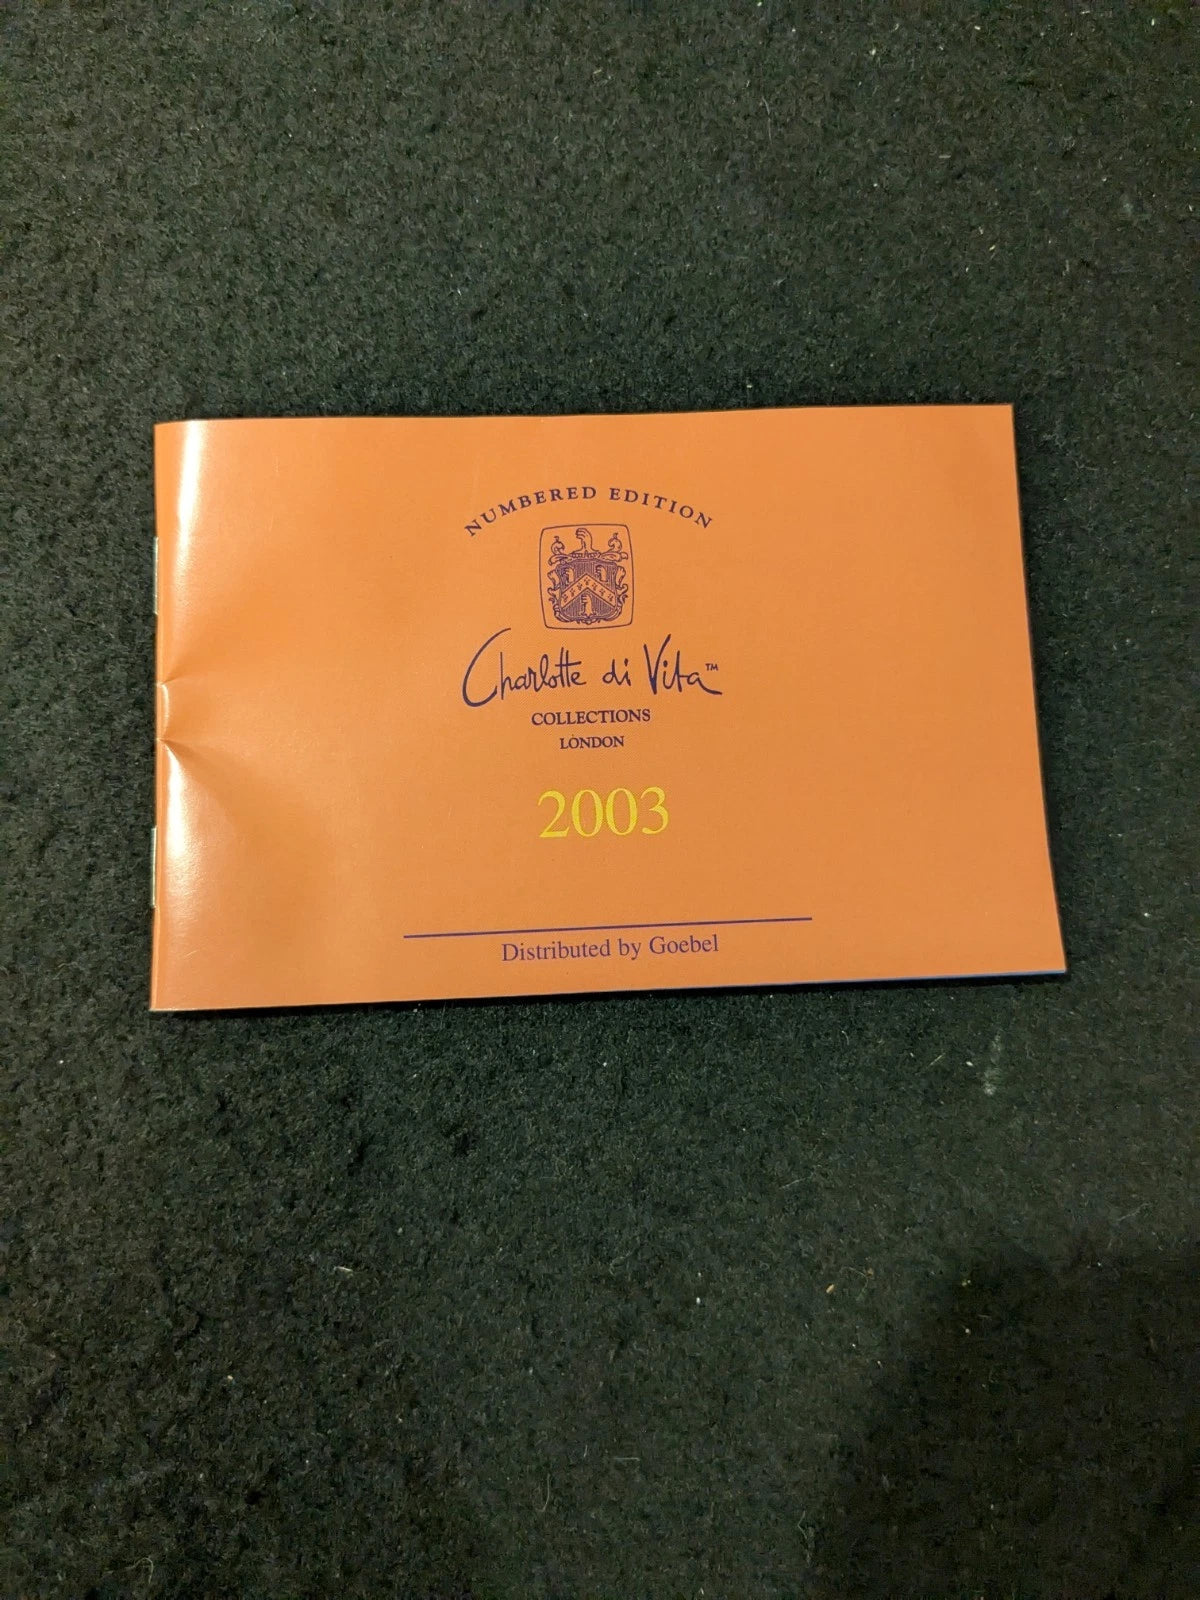 NUMBERED EDITION
Charlotte di Vita™
COLLECTIONS
LONDON
2003
Distributed by Goebel